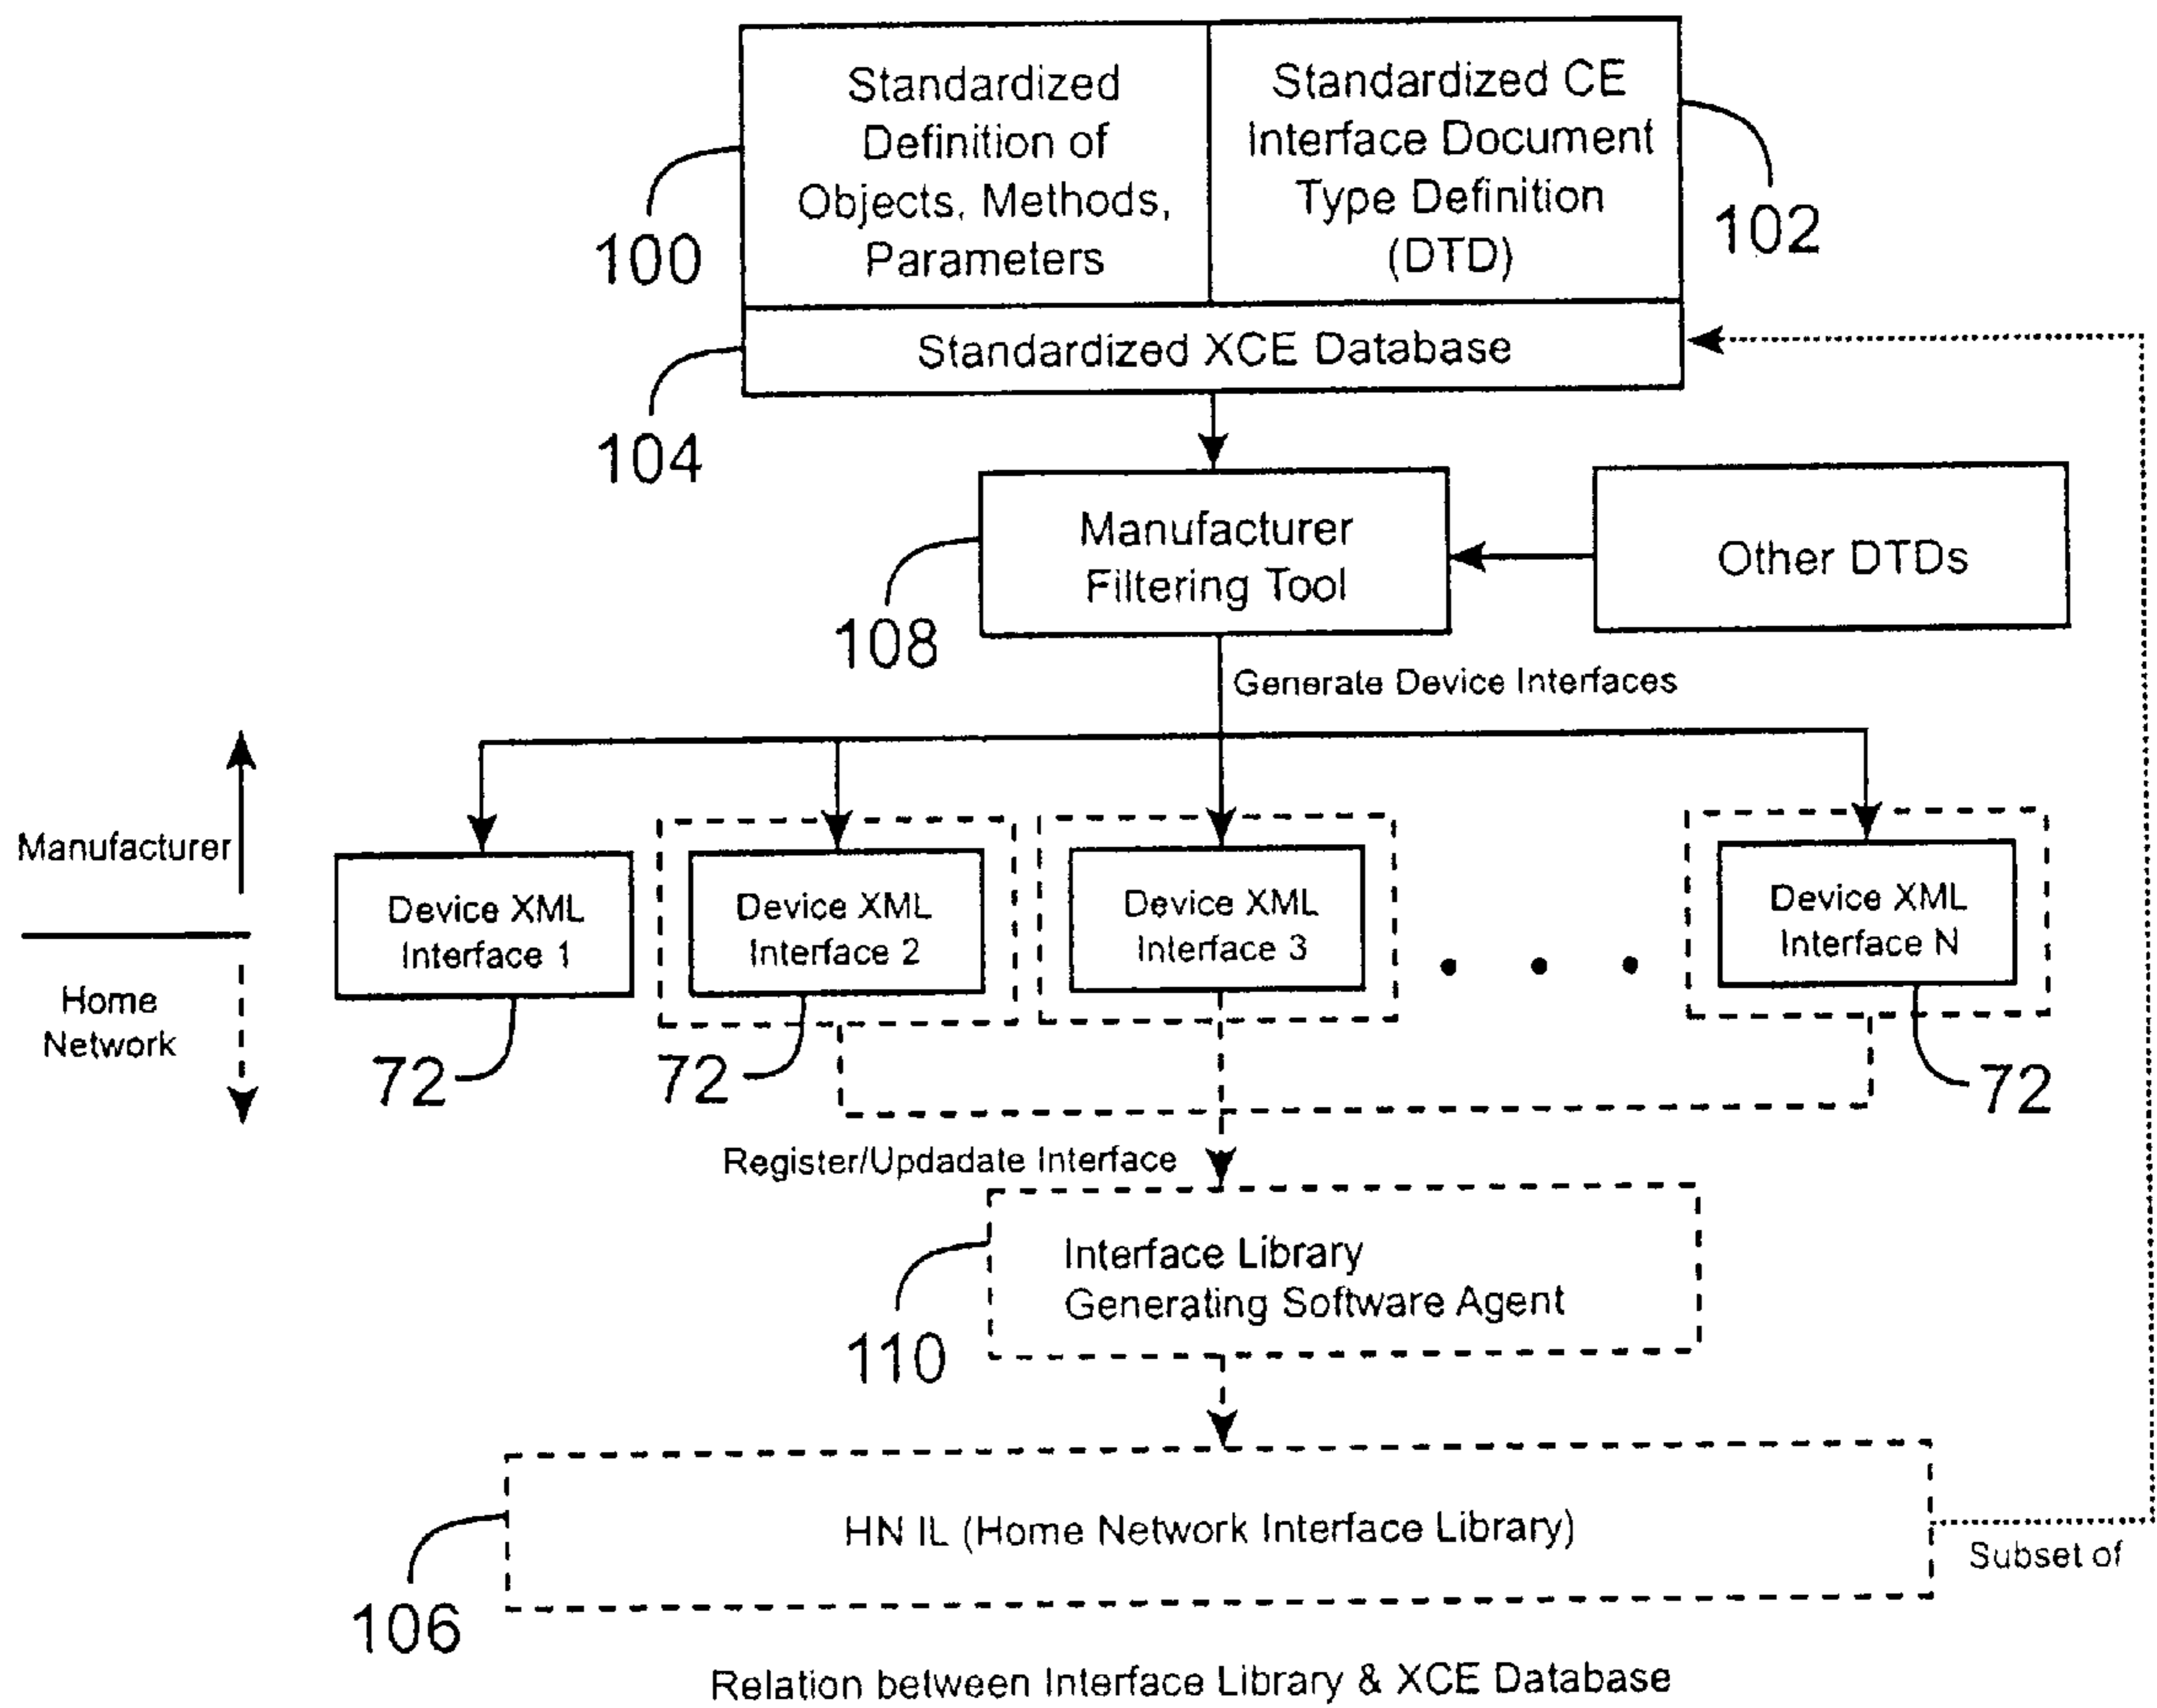 Standardized
Definition of
Objects, Methods,
Parameters
Standardized CE
Interface Document
Type Definition
(DTD)
100
102
Standardized XCE Database
104
Manufacturer
Filtering Tool
Other DTDs
108
Generate Device Interfaces
Manufacturer
Home
Network
Device XML
Interface 1
Device XML
Interface 2
Device XML
Interface 3
Device XML
Interface N
72
72
72
Register/Updadate Interface
Interface Library
Generating Software Agent
110
HN IL (Home Network Interface Library)
Subset of
106
Relation between Interface Library & XCE Database